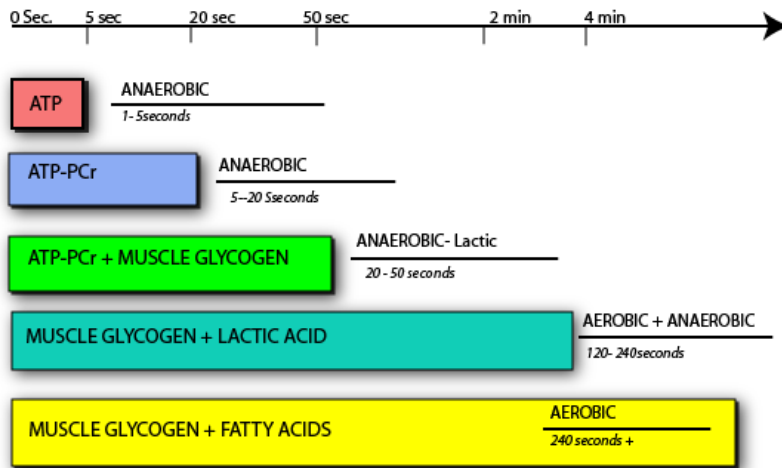 0 Sec. 5 sec 20 sec 50 sec 2 min 4 min
ATP
ANAEROBIC
1- 5seconds
ATP-PCr
ANAEROBIC
5--20 Sseconds
ATP-PCr + MUSCLE GLYCOGEN
ANAEROBIC- Lactic
20 - 50 seconds
MUSCLE GLYCOGEN + LACTIC ACID
AEROBIC + ANAEROBIC
120- 240seconds
MUSCLE GLYCOGEN + FATTY ACIDS
AEROBIC
240 seconds +